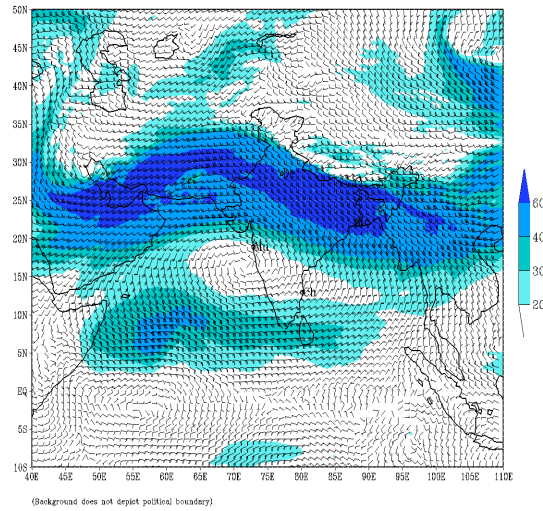 50N
45N
40N
35N
30N
25N
20N
15N
10N
5N
EQ
5S
10S
Mu
Ch
60
40
30
20
40E 45E 50E 55E 60E 65E 70E 75E 80E 85E 90E 95E 100E 105E 110E
(Background does not depict political boundary)